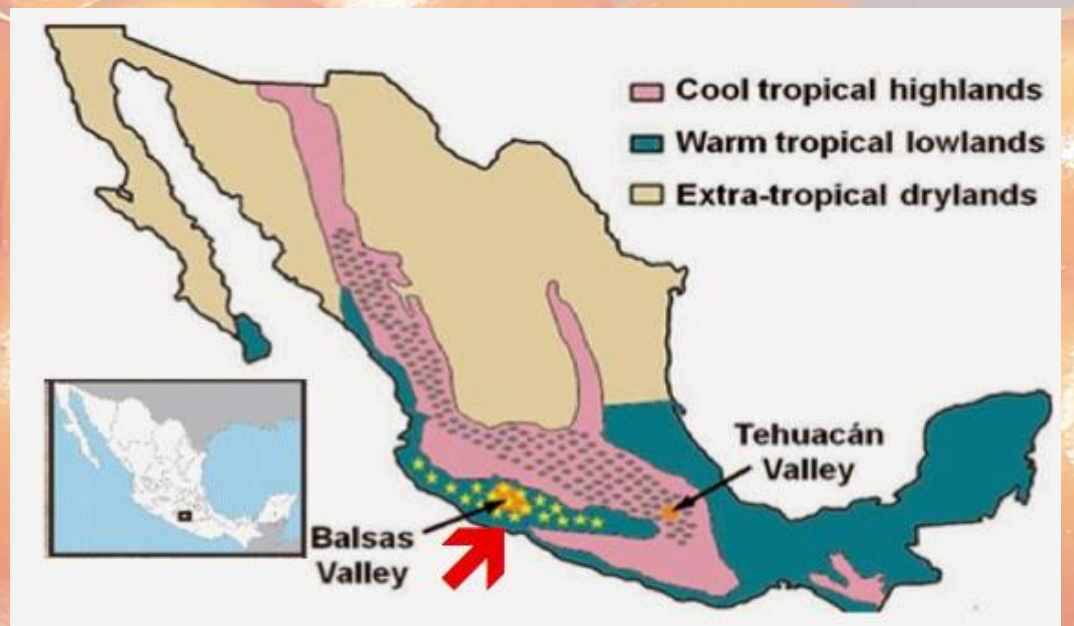 Cool tropical highlands
Warm tropical lowlands
Extra-tropical drylands
Tehuacán
Valley
Balsas
Valley